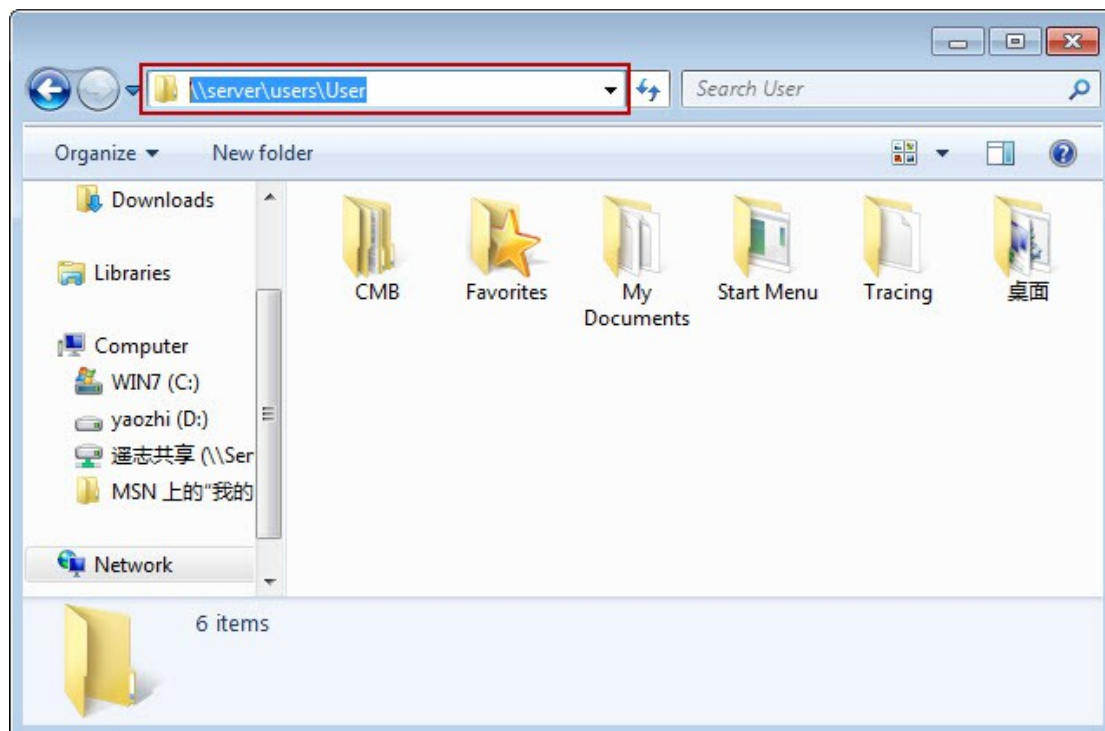 \\server\users\User
Search User
Organize
New folder
Downloads
Libraries
Computer
WIN7 (C:)
yaozhi (D:)
遥志共享 (\\Ser
MSN 上的“我的
Network
CMB
Favorites
My
Documents
Start Menu
Tracing
桌面
6 items